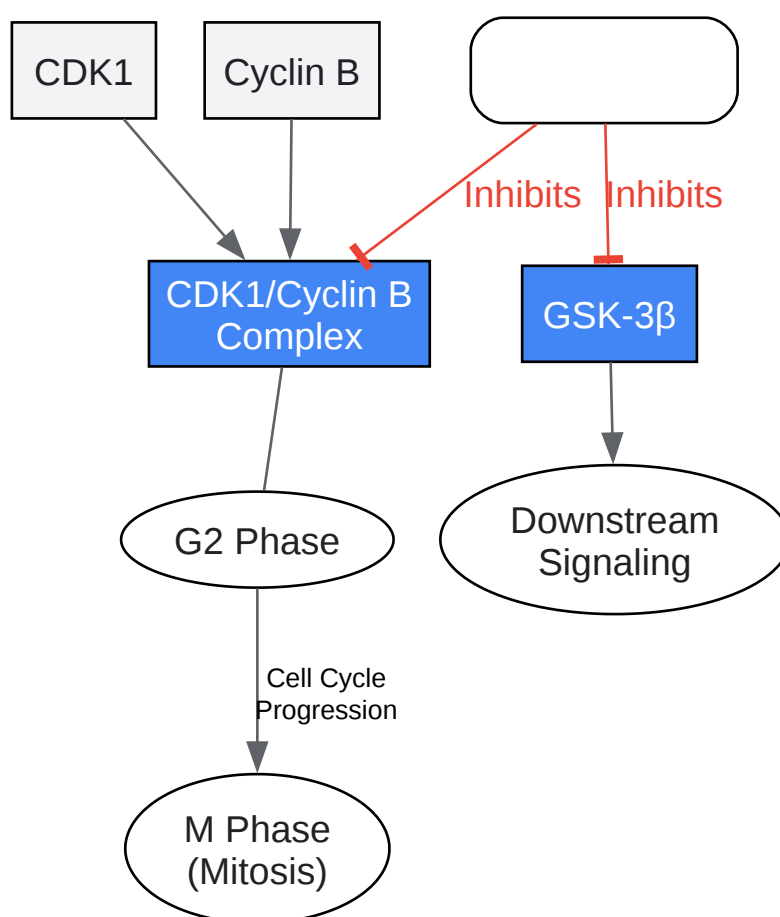 CDK1
Cyclin B
Inhibits
Inhibits
CDK1/Cyclin B
Complex
GSK-3β
G2 Phase
Downstream
Signaling
Cell Cycle
Progression
M Phase
(Mitosis)